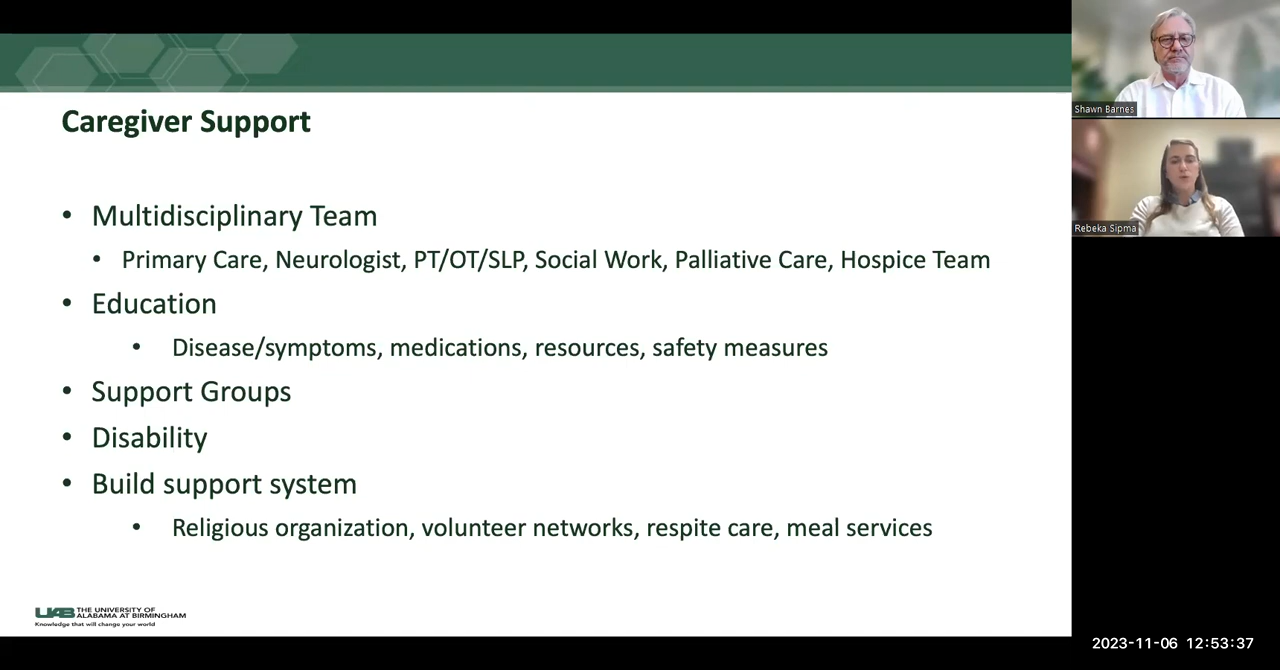 Caregiver Support
• Multidisciplinary Team
• Primary Care, Neurologist, PT/OT/SLP, Social Work, Palliative Care, Hospice Team
• Education
• Disease/symptoms, medications, resources, safety measures
• Support Groups
• Disability
• Build support system
• Religious organization, volunteer networks, respite care, meal services
UAB THE UNIVERSITY OF
ALABAMA AT BIRMINGHAM
Knowledge that will change your world
Shawn Barnes
Rebeka Sipma
2023-11-06 12:53:37